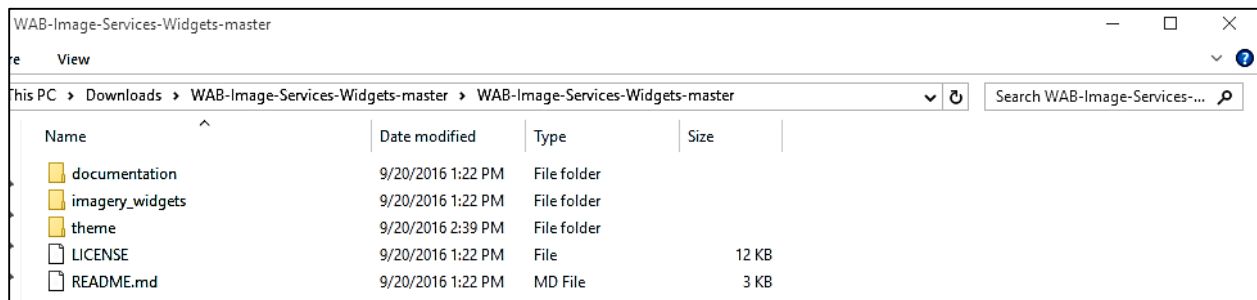 WAB-Image-Services-Widgets-master
re View
This PC > Downloads > WAB-Image-Services-Widgets-master > WAB-Image-Services-Widgets-master Search WAB-Image-Services-...
Name Date modified Type Size
documentation 9/20/2016 1:22 PM File folder
imagery_widgets 9/20/2016 1:22 PM File folder
theme 9/20/2016 2:39 PM File folder
LICENSE 9/20/2016 1:22 PM File 12 KB
README.md 9/20/2016 1:22 PM MD File 3 KB